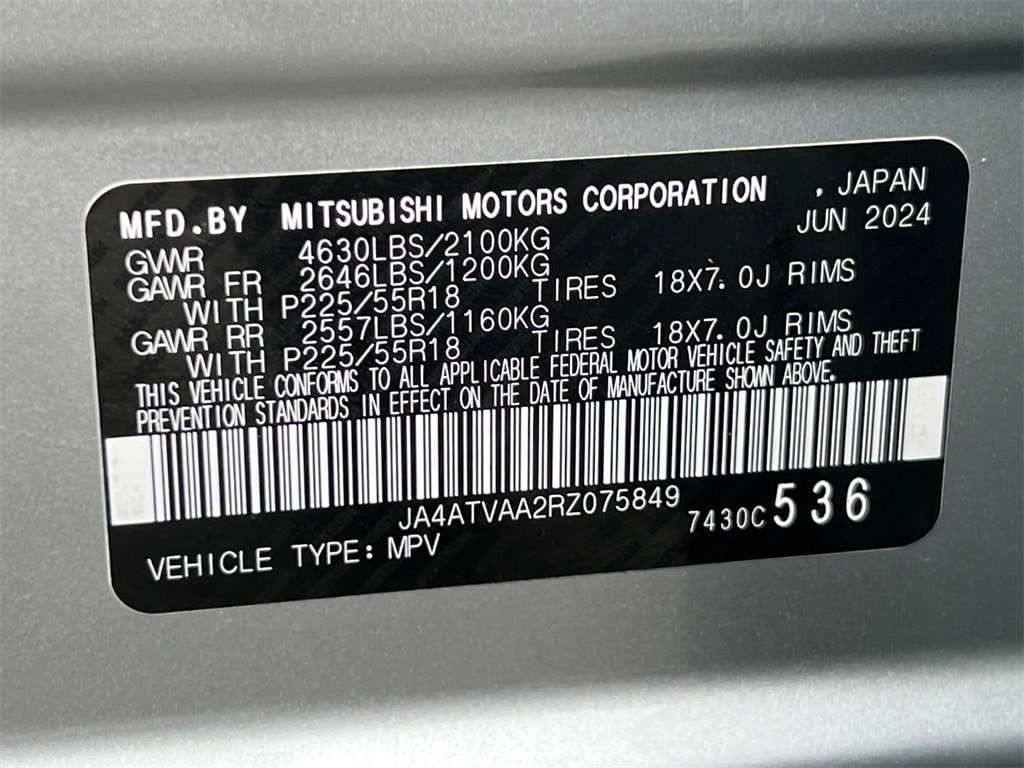 MFD.BY MITSUBISHI MOTORS CORPORATION , JAPAN
GVWR 4630LBS/2100KG JUN 2024
GAWR FR 2646LBS/1200KG
WITH P225/55R18 TIRES 18X7.0J RIMS
GAWR RR 2557LBS/1160KG
WITH P225/55R18 TIRES 18X7.0J RIMS
THIS VEHICLE CONFORMS TO ALL APPLICABLE FEDERAL MOTOR VEHICLE SAFETY AND THEFT
PREVENTION STANDARDS IN EFFECT ON THE DATE OF MANUFACTURE SHOWN ABOVE.
JA4ATVAA2RZ075849 7430C536
VEHICLE TYPE: MPV